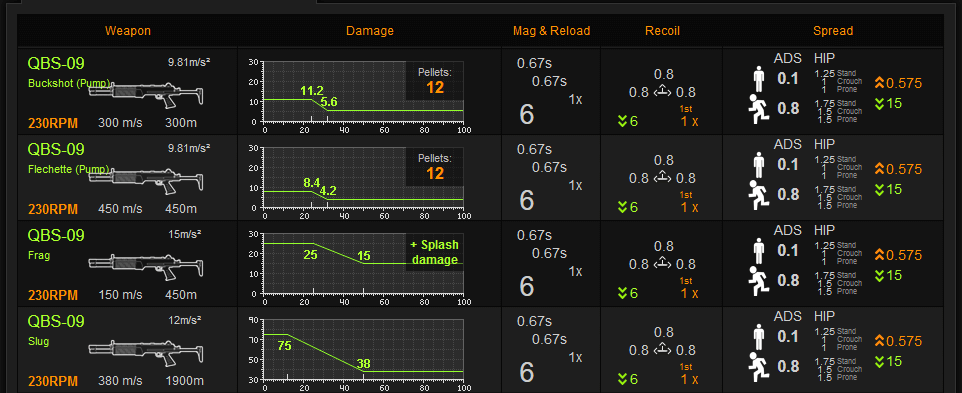 Weapon Damage Mag & Reload Recoil Spread
QBS-09 9.81m/s²
Buckshot (Pump)
230RPM 300 m/s 300m
30
20
10
0
0 20 40 60 80 100
11.2 5.6
Pellets:
12
0.67s
0.67s
1x
6
0.8
0.8 0.8
1st
6 1 x
ADS HIP
0.1 1.25 Stand
1 Crouch
1 Prone
0.8 1.75 Stand
1.5 Crouch
1.5 Prone
0.575
15
QBS-09 9.81m/s²
Flechette (Pump)
230RPM 450 m/s 450m
30
20
10
0
0 20 40 60 80 100
8.4 4.2
Pellets:
12
0.67s
0.67s
1x
6
0.8
0.8 0.8
1st
6 1 x
ADS HIP
0.1 1.25 Stand
1 Crouch
1 Prone
0.8 1.75 Stand
1.5 Crouch
1.5 Prone
0.575
15
QBS-09 15m/s²
Frag
230RPM 150 m/s 450m
30
20
10
0
0 20 40 60 80 100
25 15
+ Splash
damage
0.67s
0.67s
1x
6
0.8
0.8 0.8
1st
6 1 x
ADS HIP
0.1 1.25 Stand
1 Crouch
1 Prone
0.8 1.75 Stand
1.5 Crouch
1.5 Prone
0.575
15
QBS-09 12m/s²
Slug
230RPM 380 m/s 1900m
90
70
50
30
0 20 40 60 80 100
75 38
0.67s
0.67s
1x
6
0.8
0.8 0.8
1st
6 1 x
ADS HIP
0.1 1.25 Stand
1 Crouch
1 Prone
0.8 1.75 Stand
1.5 Crouch
1.5 Prone
0.575
15